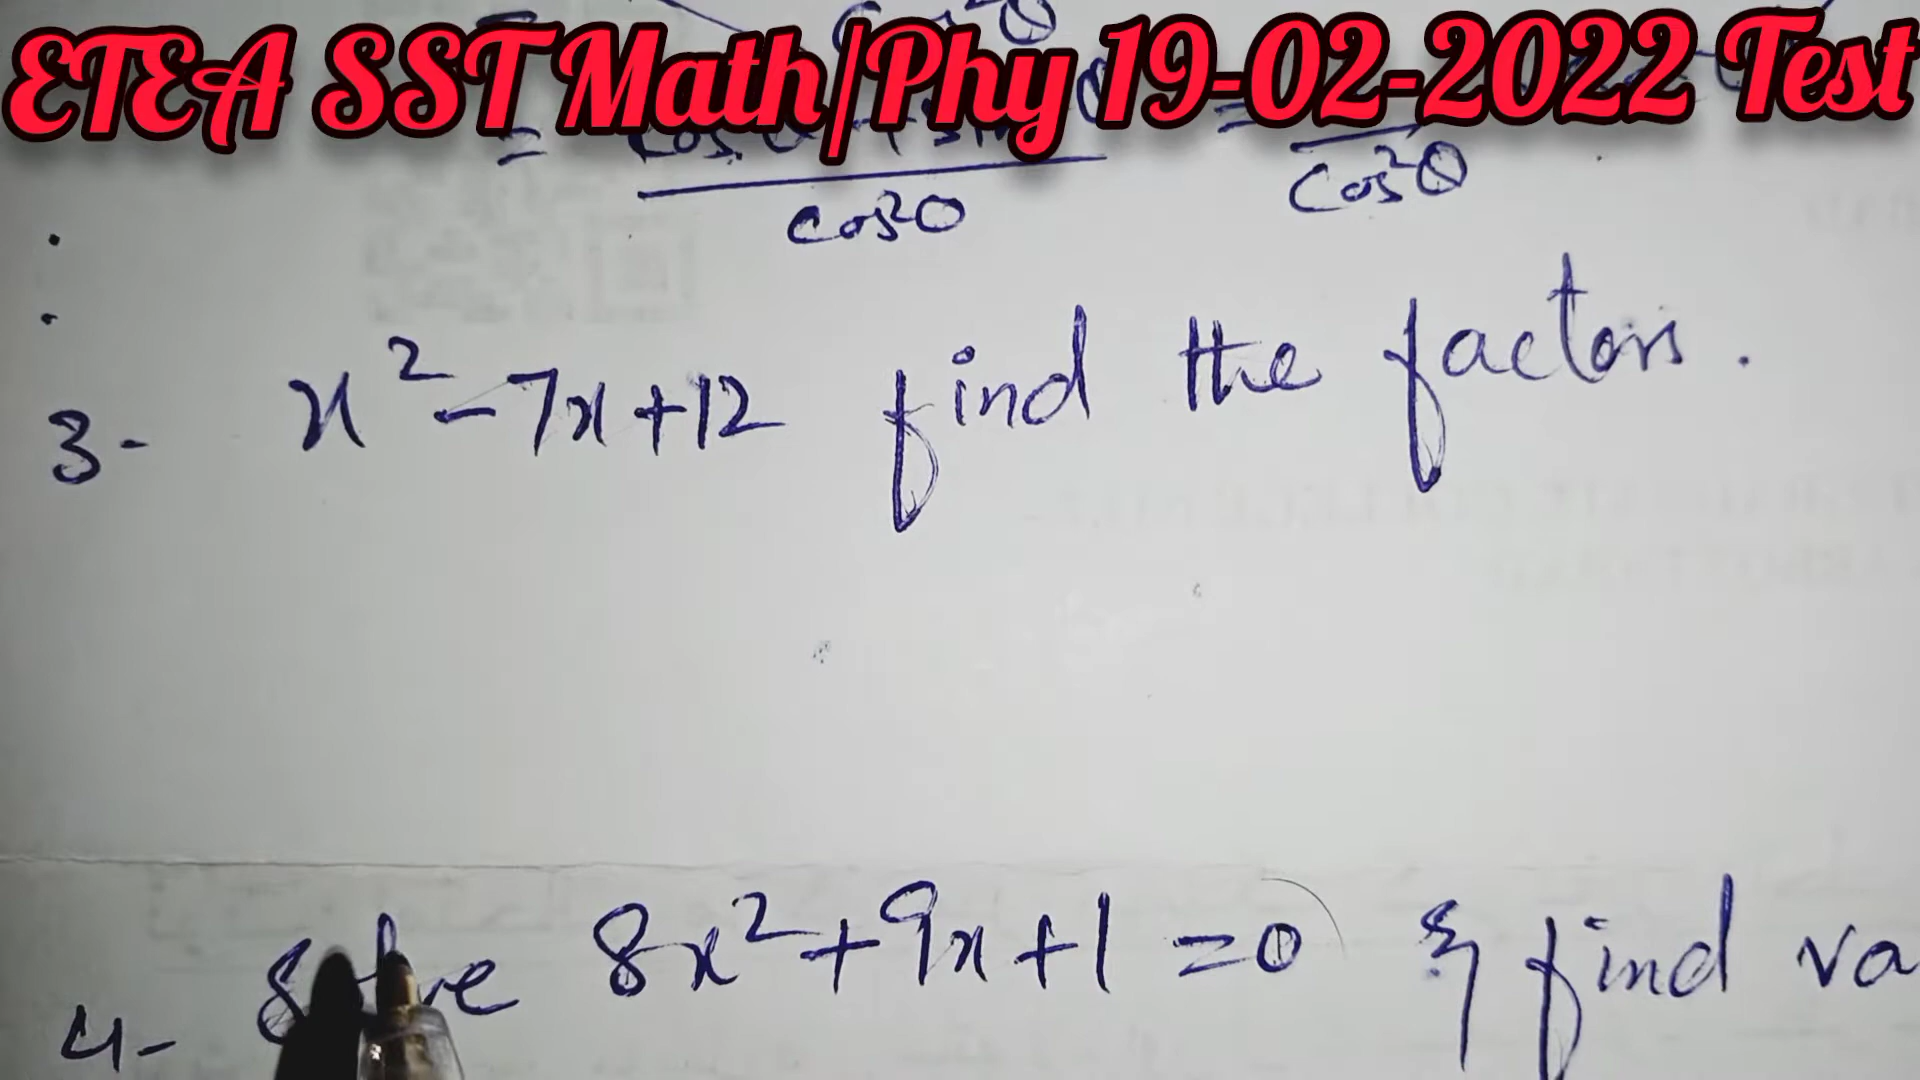 ETEA SST Math/Phy 19-02-2022 Test
= cos²θ cos²θ
3- x²-7x+12 find the factors.
4- solve 8x²+9x+1=0 & find va